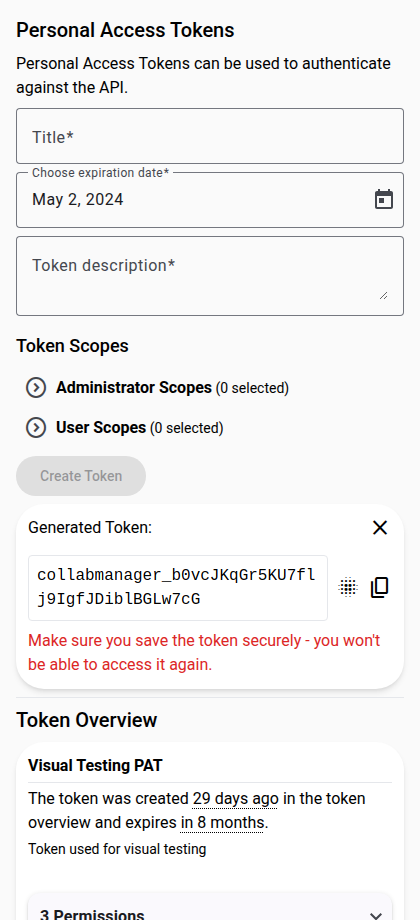 Personal Access Tokens
Personal Access Tokens can be used to authenticate
against the API.
Title*
Choose expiration date*
May 2, 2024
Token description*
Token Scopes
Administrator Scopes (0 selected)
User Scopes (0 selected)
Create Token
Generated Token:
collabmanager_b0vcJKqGr5KU7fl
j9IgfJDiblBGLw7cG
Make sure you save the token securely - you won't
be able to access it again.
Token Overview
Visual Testing PAT
The token was created 29 days ago in the token
overview and expires in 8 months.
Token used for visual testing
3 Permissions